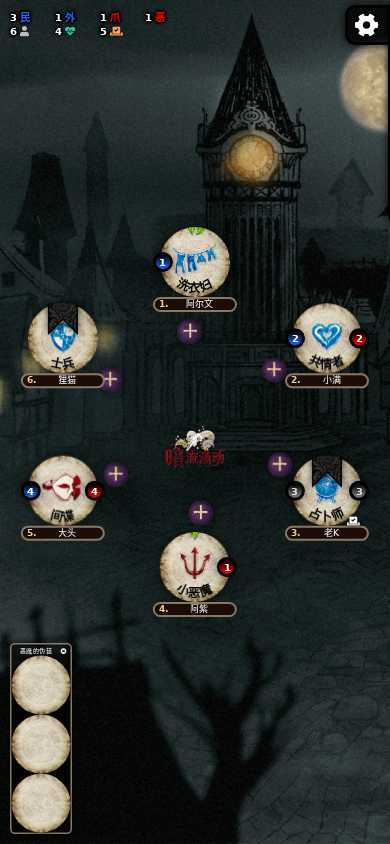 3 民 1 外 1 爪 1 恶
6 4 5
1
洗衣妇
1. 阿尔文
士兵
6. 狸猫
2 2
共情者
2. 小满
暗流涌动
4 4
间谍
5. 大头
3 3
占卜师
3. 老K
1
小恶魔
4. 阿紫
恶魔的伪装